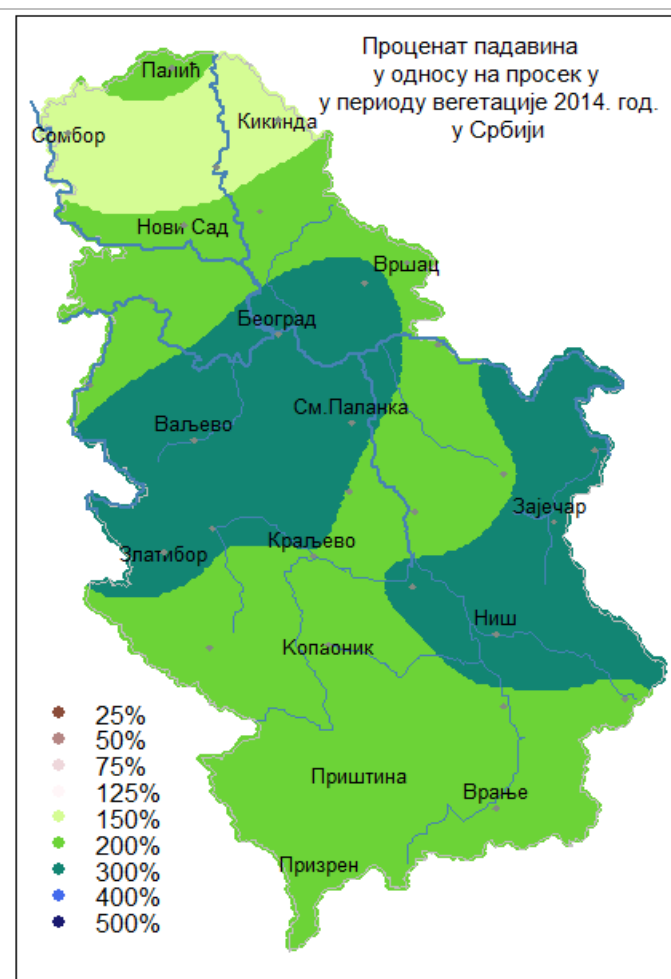 Проценат падавина
у односу на просек у
у периоду вегетације 2014. год.
у Србији
Палић
Кикинда
Сомбор
Нови Сад
Вршац
Београд
См.Паланка
Ваљево
Зајечар
Краљево
Златибор
Ниш
Копаоник
Приштина
Врање
Призрен
25%
50%
75%
125%
150%
200%
300%
400%
500%